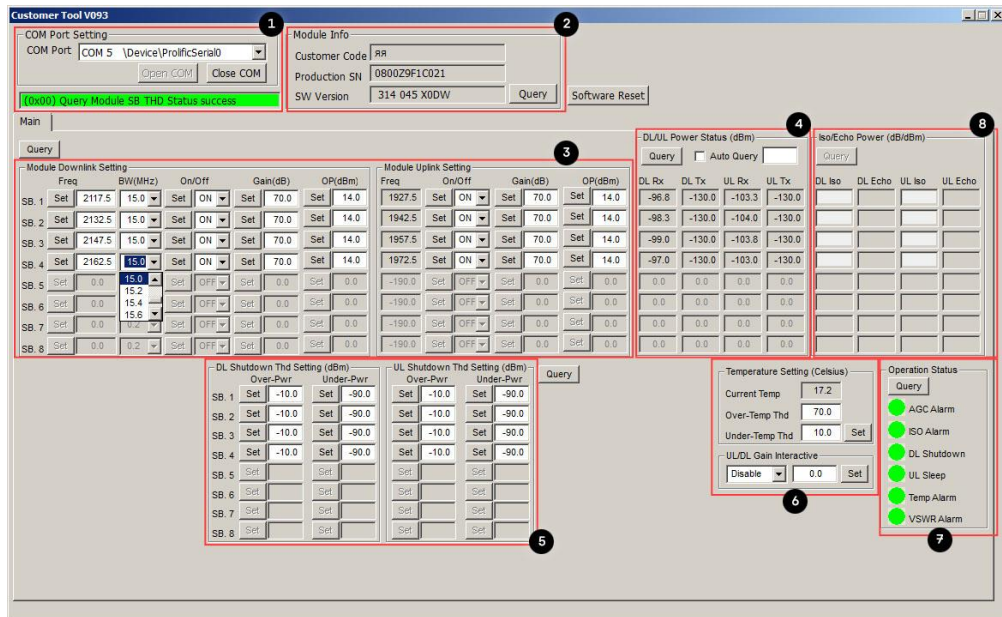 Customer Tool V093
1
2
COM Port Setting
Module Info
COM Port COM 5 \Device\ProlificSerial0
Customer Code ЯЯ
Open COM Close COM
Production SN 0800Z9F1C021
(0x00) Query Module SB THD Status success
SW Version 314 045 X0DW Query Software Reset
Main
4
8
Query
3
DL/UL Power Status (dBm)
Iso/Echo Power (dB/dBm)
Query Auto Query
Query
Module Downlink Setting
Module Uplink Setting
Freq BW(MHz) On/Off Gain(dB) OP(dBm) Freq On/Off Gain(dB) OP(dBm) DL Rx DL Tx UL Rx UL Tx DL Iso DL Echo UL Iso UL Echo
SB. 1 Set 2117.5 15.0 Set ON Set 70.0 Set 14.0 1927.5 Set ON Set 70.0 Set 14.0 -96.8 -130.0 -103.3 -130.0
SB. 2 Set 2132.5 15.0 Set ON Set 70.0 Set 14.0 1942.5 Set ON Set 70.0 Set 14.0 -98.3 -130.0 -104.0 -130.0
SB. 3 Set 2147.5 15.0 Set ON Set 70.0 Set 14.0 1957.5 Set ON Set 70.0 Set 14.0 -99.0 -130.0 -103.8 -130.0
SB. 4 Set 2162.5 15.0 Set ON Set 70.0 Set 14.0 1972.5 Set ON Set 70.0 Set 14.0 -97.0 -130.0 -103.0 -130.0
SB. 5 Set 0.0 15.0 Set OFF Set 0.0 Set 0.0 -190.0 Set OFF Set 0.0 Set 0.0 0.0 0.0 0.0 0.0
15.2
SB. 6 Set 0.0 15.4 Set OFF Set 0.0 Set 0.0 -190.0 Set OFF Set 0.0 Set 0.0 0.0 0.0 0.0 0.0
15.6
SB. 7 Set 0.0 0.2 Set OFF Set 0.0 Set 0.0 -190.0 Set OFF Set 0.0 Set 0.0 0.0 0.0 0.0 0.0
SB. 8 Set 0.0 0.2 Set OFF Set 0.0 Set 0.0 -190.0 Set OFF Set 0.0 Set 0.0 0.0 0.0 0.0 0.0
DL Shutdown Thd Setting (dBm)
UL Shutdown Thd Setting (dBm)
Query
Over-Pwr Under-Pwr Over-Pwr Under-Pwr
SB. 1 Set -10.0 Set -90.0 Set -10.0 Set -90.0
SB. 2 Set -10.0 Set -90.0 Set -10.0 Set -90.0
SB. 3 Set -10.0 Set -90.0 Set -10.0 Set -90.0
SB. 4 Set -10.0 Set -90.0 Set -10.0 Set -90.0
SB. 5 Set Set Set Set
SB. 6 Set Set Set Set
SB. 7 Set Set Set Set
SB. 8 Set Set Set Set
5
Temperature Setting (Celsius)
Current Temp 17.2
Over-Temp Thd 70.0
Under-Temp Thd 10.0 Set
UL/DL Gain Interactive
Disable 0.0 Set
6
Operation Status
Query
AGC Alarm
ISO Alarm
DL Shutdown
UL Sleep
Temp Alarm
VSWR Alarm
7